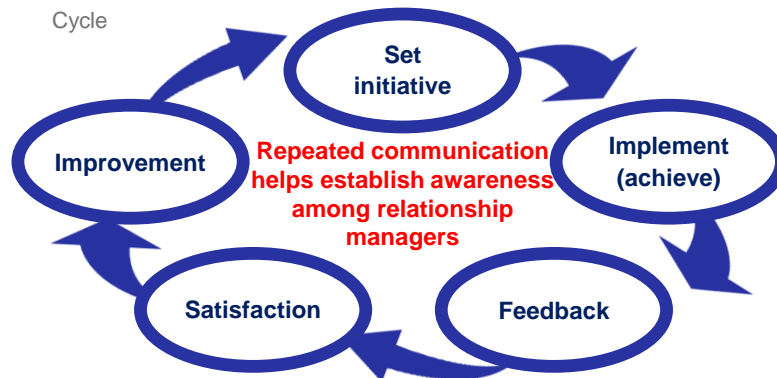 Cycle
Set
initiative
Implement
(achieve)
Feedback
Satisfaction
Improvement
Repeated communication
helps establish awareness
among relationship
managers